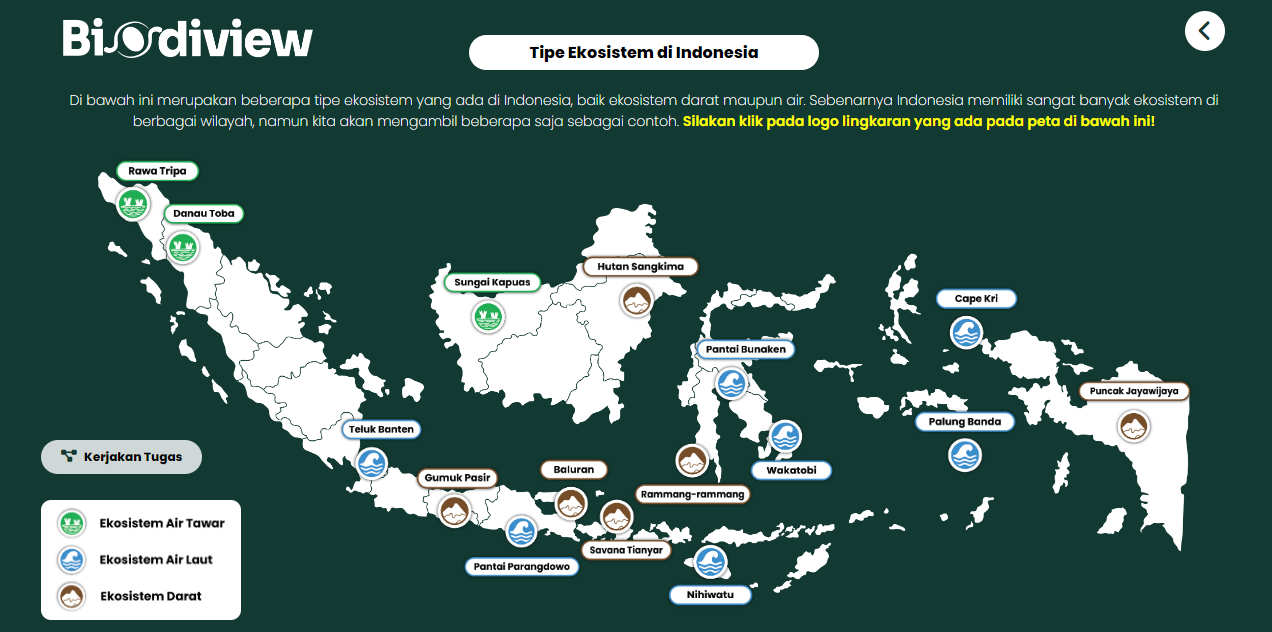 Biodiview
Tipe Ekosistem di Indonesia
Di bawah ini merupakan beberapa tipe ekosistem yang ada di Indonesia, baik ekosistem darat maupun air. Sebenarnya Indonesia memiliki sangat banyak ekosistem di
berbagai wilayah, namun kita akan mengambil beberapa saja sebagai contoh. Silakan klik pada logo lingkaran yang ada pada peta di bawah ini!
Rawa Tripa
Danau Toba
Hutan Sangkima
Sungai Kapuas
Cape Kri
Pantai Bunaken
Puncak Jayawijaya
Palung Banda
Teluk Banten
Kerjakan Tugas
Baluran
Wakatobi
Gumuk Pasir
Rammang-rammang
Ekosistem Air Tawar
Savana Tianyar
Ekosistem Air Laut
Pantai Parangdowo
Nihiwatu
Ekosistem Darat